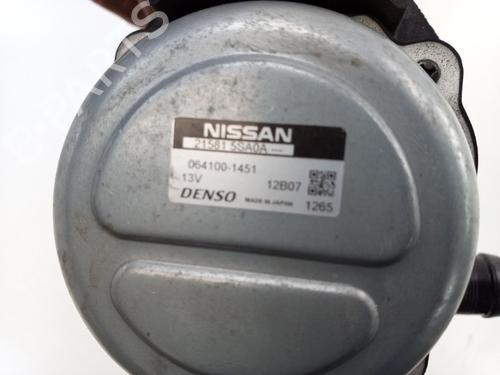 NISSAN
21581 5SA0A
064100-1451
13V 12B07
DENSO MADE IN JAPAN 1265